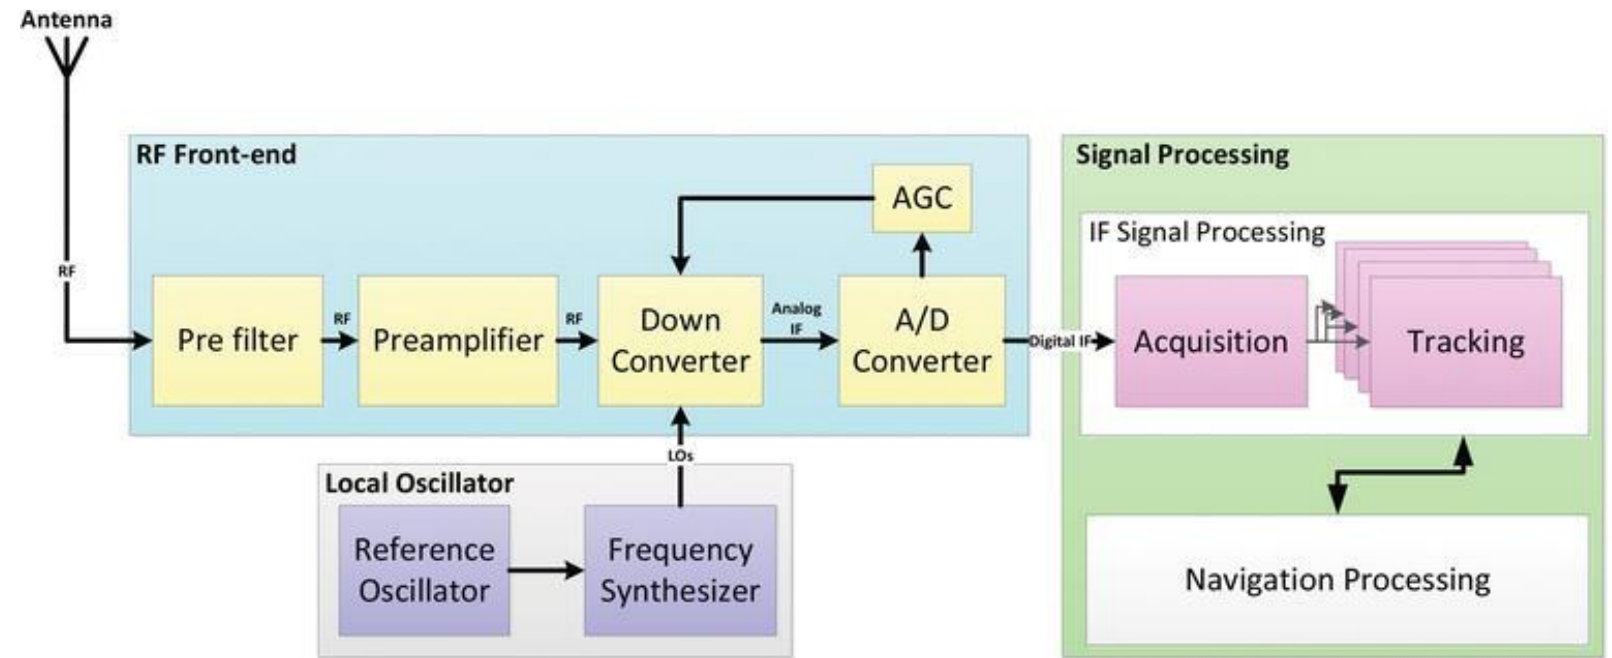 Antenna
RF Front-end
Signal Processing
AGC
IF Signal Processing
RF
Pre filter
RF
Preamplifier
RF
Down
Converter
Analog
IF
A/D
Converter
Digital IF
Acquisition
Tracking
LOs
Local Oscillator
Reference
Oscillator
Frequency
Synthesizer
Navigation Processing